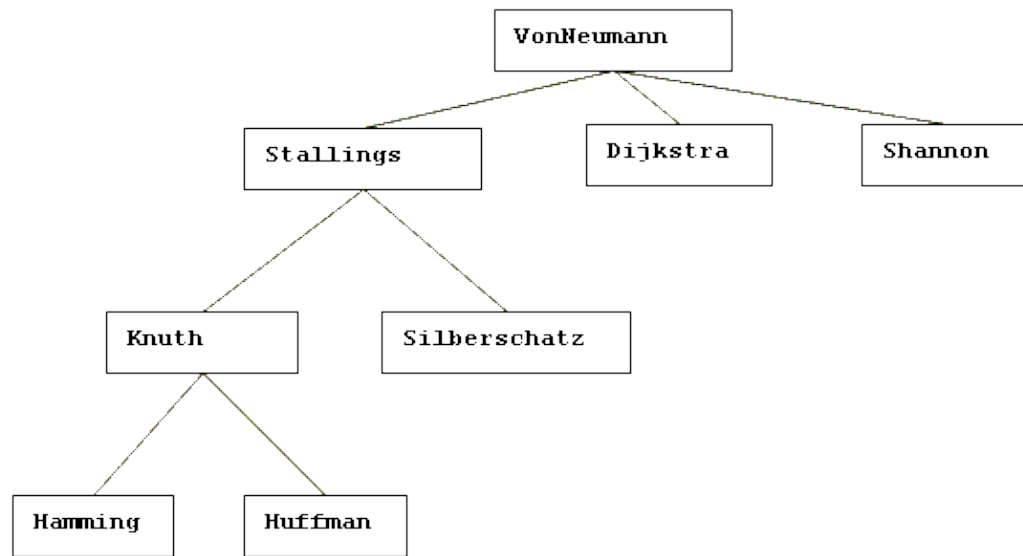 VonNeumann
Stallings
Dijkstra
Shannon
Knuth
Silberschatz
Hamming
Huffman